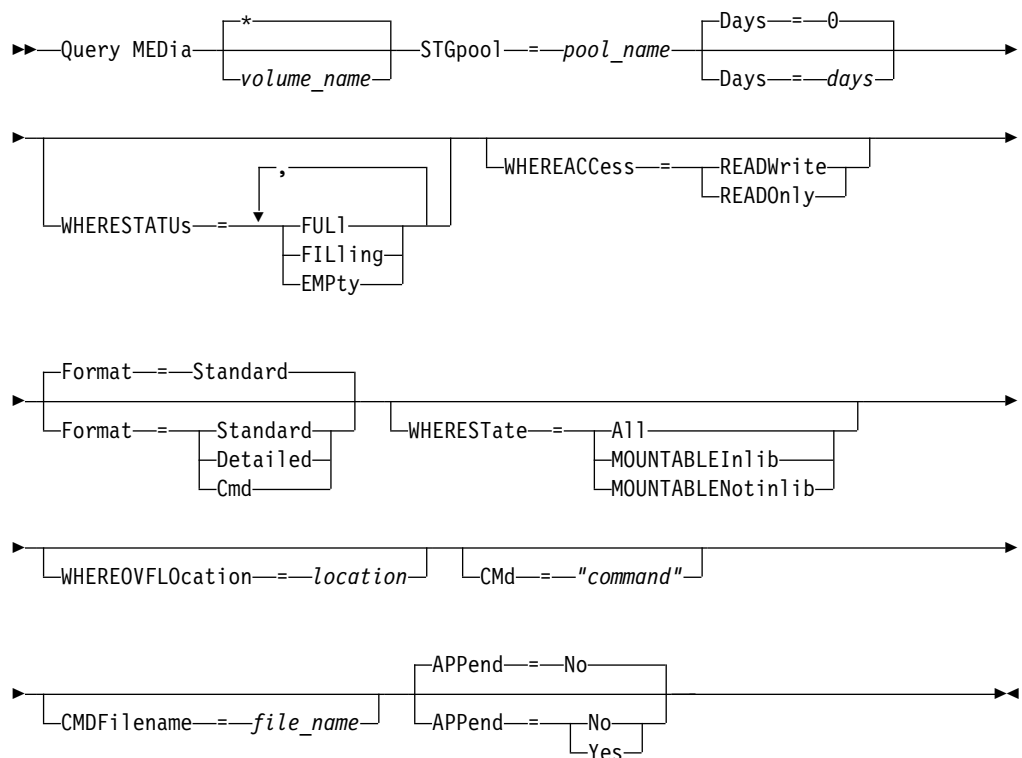 *
Days = 0
Query MEDia STGpool = pool_name
volume_name
Days = days
WHERESTATUs =
,
FULl
FILling
EMPty
WHEREACCess = READWrite
READOnly
Format = Standard
Format = Standard
Detailed
Cmd
WHERESTate = All
MOUNTABLEInlib
MOUNTABLENotinlib
WHEREOVFLOcation = location
CMd = "command"
CMDFilename = file_name
APPend = No
APPend = No
Yes